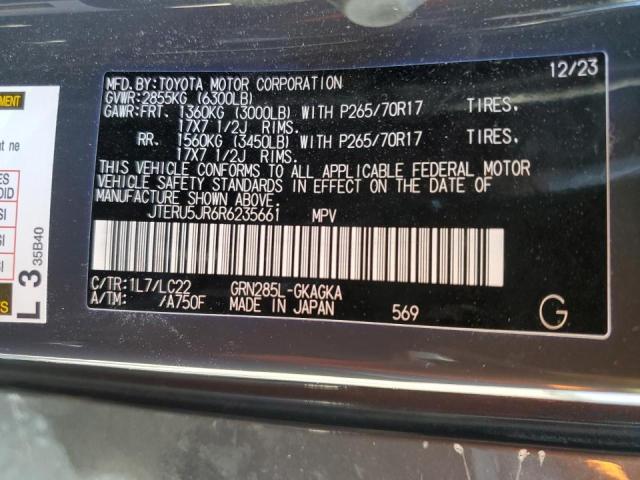 MFD.BY:TOYOTA MOTOR CORPORATION 12/23
GVWR:2855KG (6300LB)
GAWR:FRT. 1360KG (3000LB) WITH P265/70R17 TIRES.
17X7 1/2J RIMS.
RR. 1560KG (3450LB) WITH P265/70R17 TIRES.
17X7 1/2J RIMS.
THIS VEHICLE CONFORMS TO ALL APPLICABLE FEDERAL MOTOR
VEHICLE SAFETY STANDARDS IN EFFECT ON THE DATE OF
MANUFACTURE SHOWN ABOVE.
JTERU5JR6R6235661 MPV
C/TR:1L7/LC22 GRN285L-GKAGKA
A/TM: /A750F MADE IN JAPAN 569 G
L 3 35B40